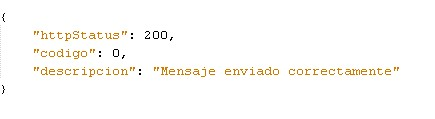 {
"httpStatus": 200,
"codigo": 0,
"descripcion": "Mensaje enviado correctamente"
}